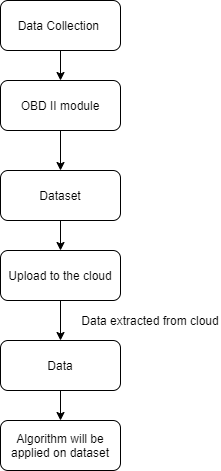 Data Collection
OBD II module
Dataset
Upload to the cloud
Data extracted from cloud
Data
Algorithm will be
applied on dataset